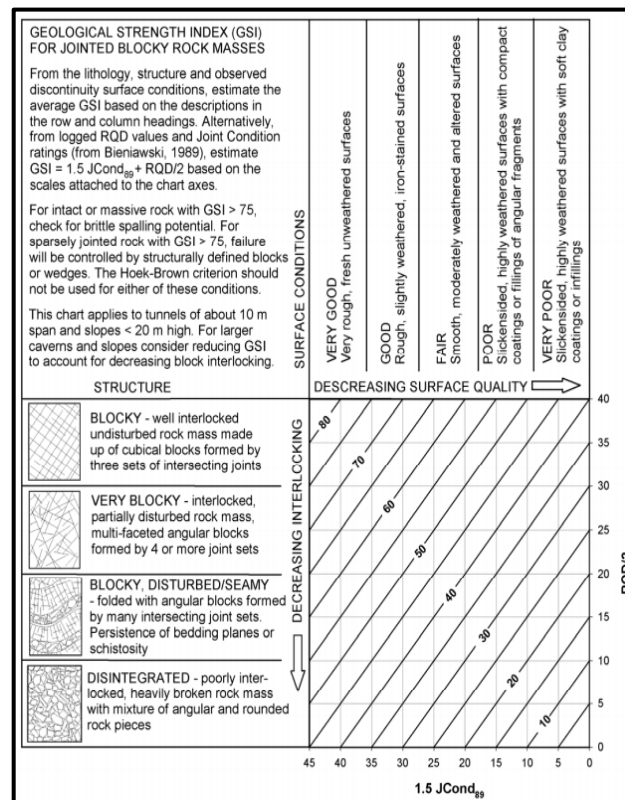 GEOLOGICAL STRENGTH INDEX (GSI)
FOR JOINTED BLOCKY ROCK MASSES
From the lithology, structure and observed
discontinuity surface conditions, estimate the
average GSI based on the descriptions in
the row and column headings. Alternatively,
from logged RQD values and Joint Condition
ratings (from Bieniawski, 1989), estimate
GSI = 1.5 JCond89 + RQD/2 based on the
scales attached to the chart axes.
For intact or massive rock with GSI > 75,
check for brittle spalling potential. For
sparsely jointed rock with GSI > 75, failure
will be controlled by structurally defined blocks
or wedges. The Hoek-Brown criterion should
not be used for either of these conditions.
This chart applies to tunnels of about 10 m
span and slopes < 20 m high. For larger
caverns and slopes consider reducing GSI
to account for decreasing block interlocking.
SURFACE CONDITIONS
VERY GOOD
Very rough, fresh unweathered surfaces
GOOD
Rough, slightly weathered, iron-stained surfaces
FAIR
Smooth, moderately weathered and altered surfaces
POOR
Slickensided, highly weathered surfaces with compact
coatings or fillings of angular fragments
VERY POOR
Slickensided, highly weathered surfaces with soft clay
coatings or infillings
STRUCTURE
DESCREASING SURFACE QUALITY
BLOCKY - well interlocked
undisturbed rock mass made
up of cubical blocks formed by
three sets of intersecting joints
VERY BLOCKY - interlocked,
partially disturbed rock mass,
multi-faceted angular blocks
formed by 4 or more joint sets
BLOCKY, DISTURBED/SEAMY
- folded with angular blocks formed
by many intersecting joint sets.
Persistence of bedding planes or
schistosity
DISINTEGRATED - poorly inter-
locked, heavily broken rock mass
with mixture of angular and rounded
rock pieces
DECREASING INTERLOCKING
80
70
60
50
40
30
20
10
40
35
30
25
20
15
10
5
0
45 40 35 30 25 20 15 10 5 0
1.5 JCond89